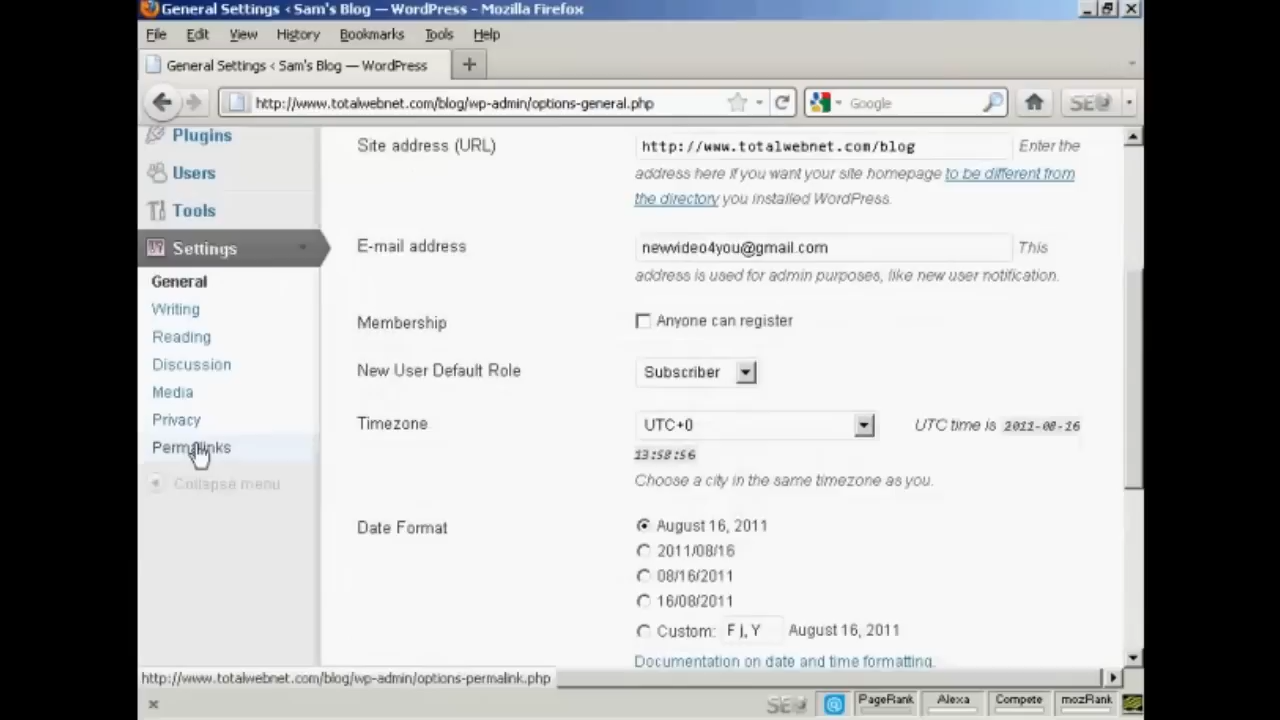 General Settings ‹ Sam's Blog — WordPress - Mozilla Firefox
File Edit View History Bookmarks Tools Help
General Settings ‹ Sam's Blog — WordPress +
http://www.totalwebnet.com/blog/wp-admin/options-general.php Google
Plugins
Users
Tools
Settings
General
Writing
Reading
Discussion
Media
Privacy
Permalinks
Collapse menu
Site address (URL) http://www.totalwebnet.com/blog Enter the
address here if you want your site homepage to be different from
the directory you installed WordPress.
E-mail address newvideo4you@gmail.com This
address is used for admin purposes, like new user notification.
Membership Anyone can register
New User Default Role Subscriber
Timezone UTC+0 UTC time is 2011-08-16
13:58:56
Choose a city in the same timezone as you.
Date Format August 16, 2011
2011/08/16
08/16/2011
16/08/2011
Custom: F j, Y August 16, 2011
Documentation on date and time formatting.
http://www.totalwebnet.com/blog/wp-admin/options-permalink.php
PageRank Alexa Compete mozRank